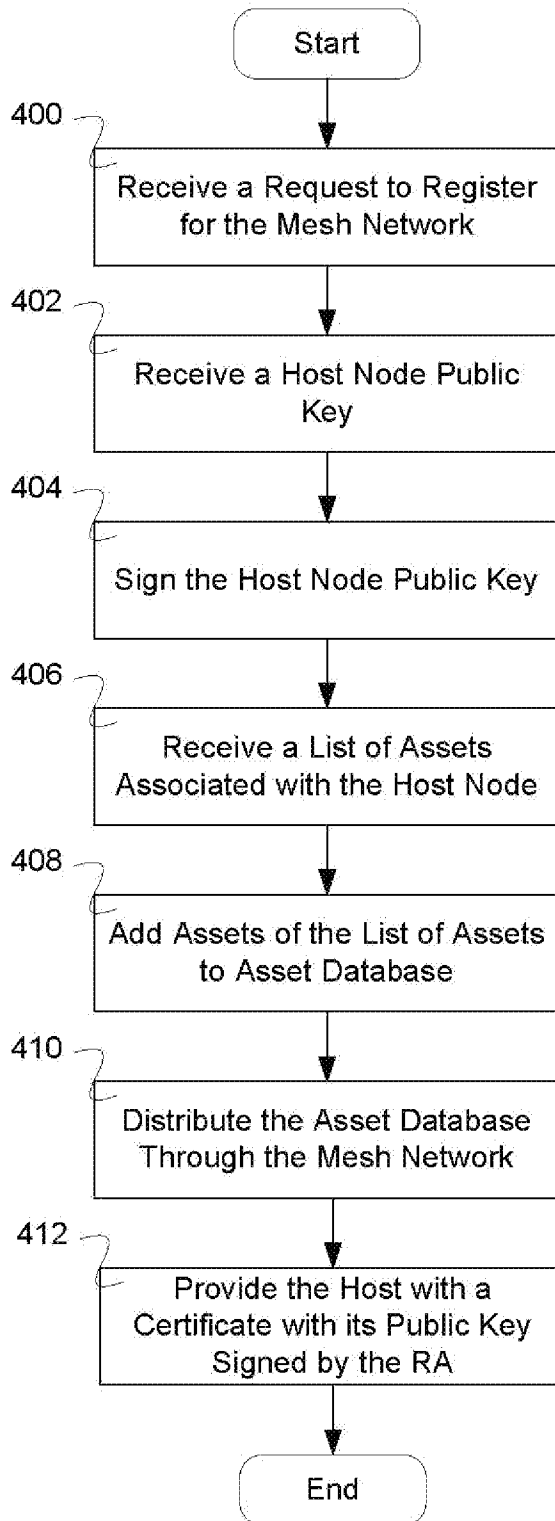 Start
400
Receive a Request to Register
for the Mesh Network
402
Receive a Host Node Public
Key
404
Sign the Host Node Public Key
406
Receive a List of Assets
Associated with the Host Node
408
Add Assets of the List of Assets
to Asset Database
410
Distribute the Asset Database
Through the Mesh Network
412
Provide the Host with a
Certificate with its Public Key
Signed by the RA
End